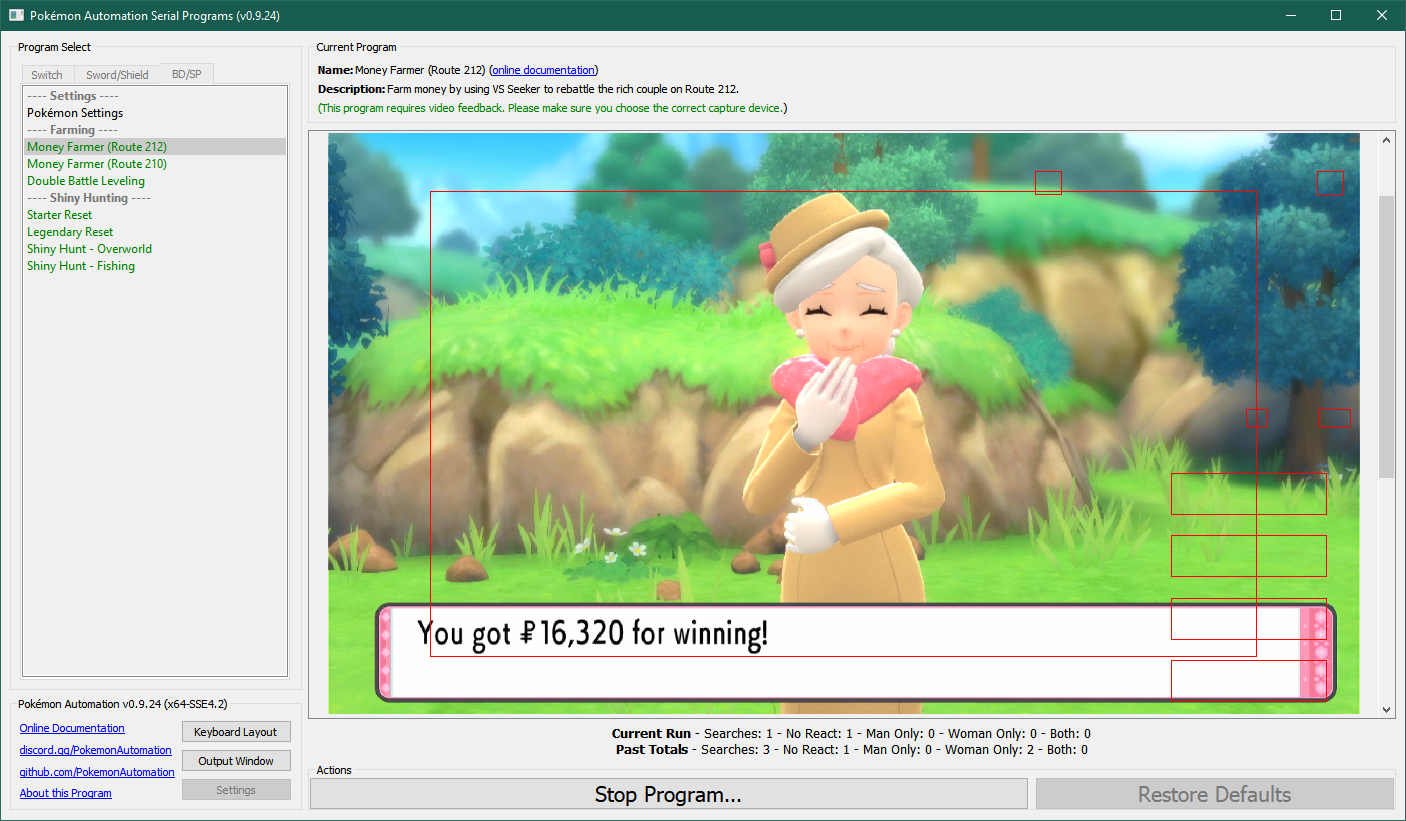 Pokémon Automation Serial Programs (v0.9.24)
Program Select
Switch Sword/Shield BD/SP
---- Settings ----
Pokémon Settings
---- Farming ----
Money Farmer (Route 212)
Money Farmer (Route 210)
Double Battle Leveling
---- Shiny Hunting ----
Starter Reset
Legendary Reset
Shiny Hunt - Overworld
Shiny Hunt - Fishing
Pokémon Automation v0.9.24 (x64-SSE4.2)
Online Documentation
discord.gg/PokemonAutomation
github.com/PokemonAutomation
About this Program
Keyboard Layout
Output Window
Settings
Current Program
Name: Money Farmer (Route 212) (online documentation)
Description: Farm money by using VS Seeker to rebattle the rich couple on Route 212.
(This program requires video feedback. Please make sure you choose the correct capture device.)
You got ₽16,320 for winning!
Current Run - Searches: 1 - No React: 1 - Man Only: 0 - Woman Only: 0 - Both: 0
Past Totals - Searches: 3 - No React: 1 - Man Only: 0 - Woman Only: 2 - Both: 0
Actions
Stop Program...
Restore Defaults